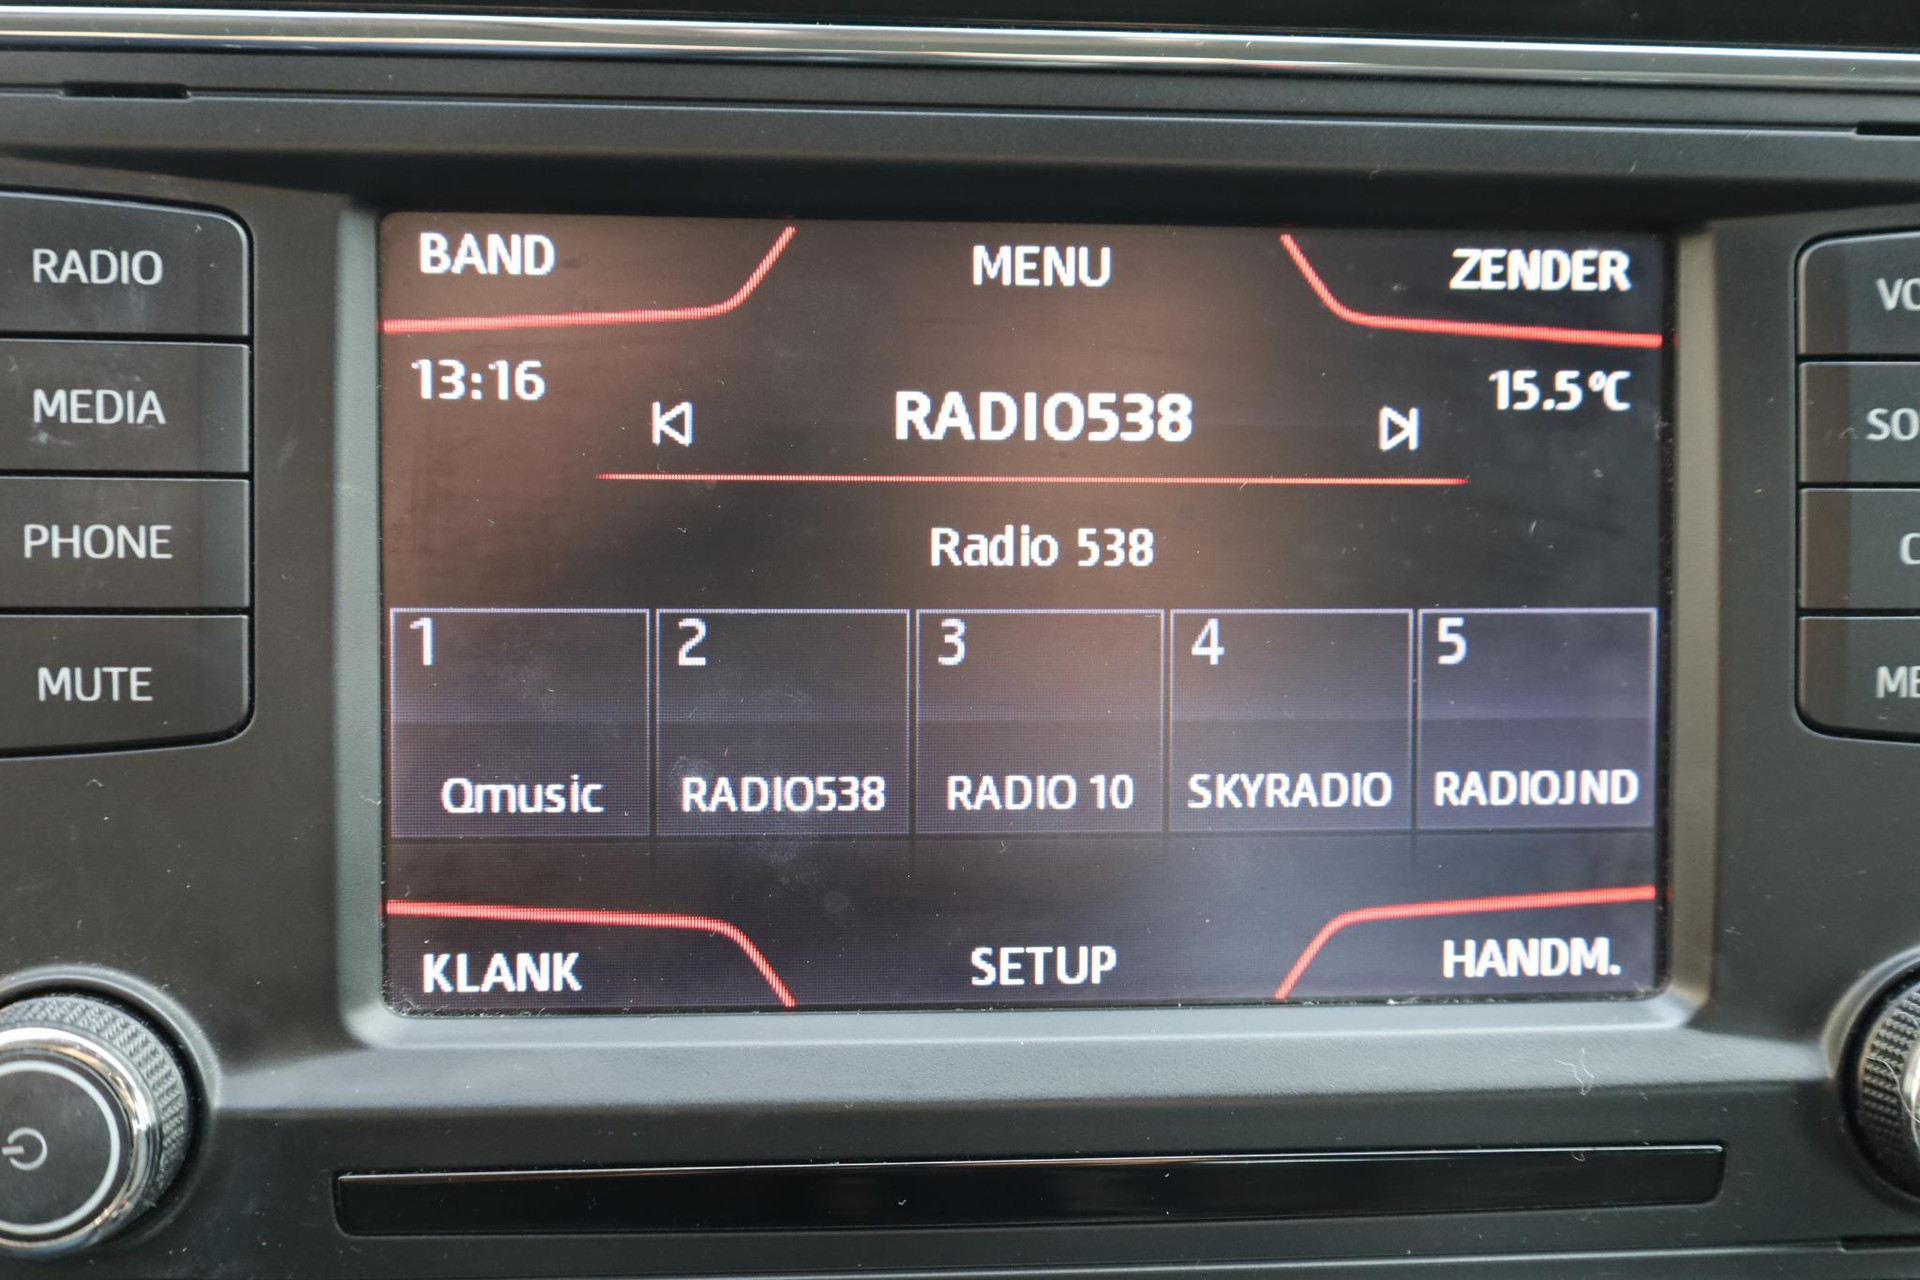 RADIO
MEDIA
PHONE
MUTE
BAND
MENU
ZENDER
13:16
RADIO538
15.5°C
Radio 538
1
2
3
4
5
Qmusic
RADIO538
RADIO 10
SKYRADIO
RADIOJND
KLANK
SETUP
HANDM.